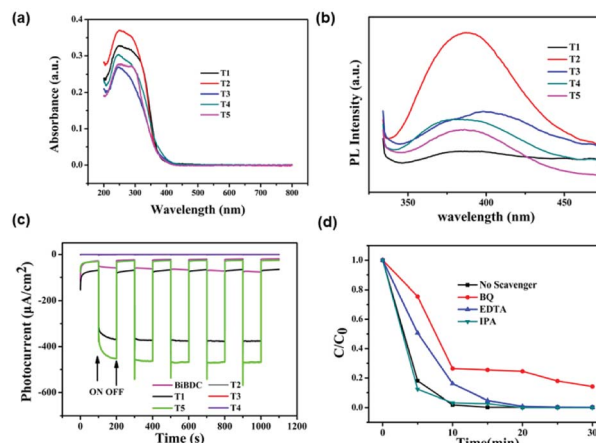 (a)
0.4
0.3
0.2
0.1
0.0
Absorbance (a.u.)
T1
T2
T3
T4
T5
200 300 400 500 600 700 800
Wavelength (nm)
(b)
PL Intensity (a.u.)
T1
T2
T3
T4
T5
350 400 450
wavelength (nm)
(c)
0
-200
-400
-600
Photocurrent (μA/cm²)
ON OFF
BiBDC T2
T1 T3
T5 T4
0 200 400 600 800 1000 1200
Time (s)
(d)
1.0
0.8
0.6
0.4
0.2
0.0
C/C₀
No Scavenger
BQ
EDTA
IPA
0 10 20 30
Time(min)